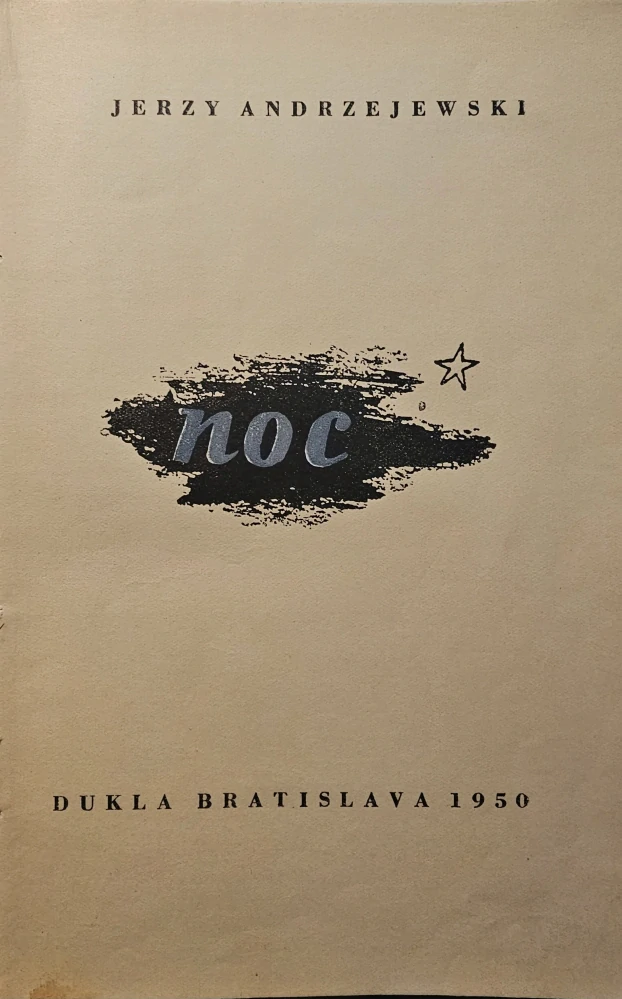 JERZY ANDRZEJEWSKI
noc
DUKLA BRATISLAVA 1950